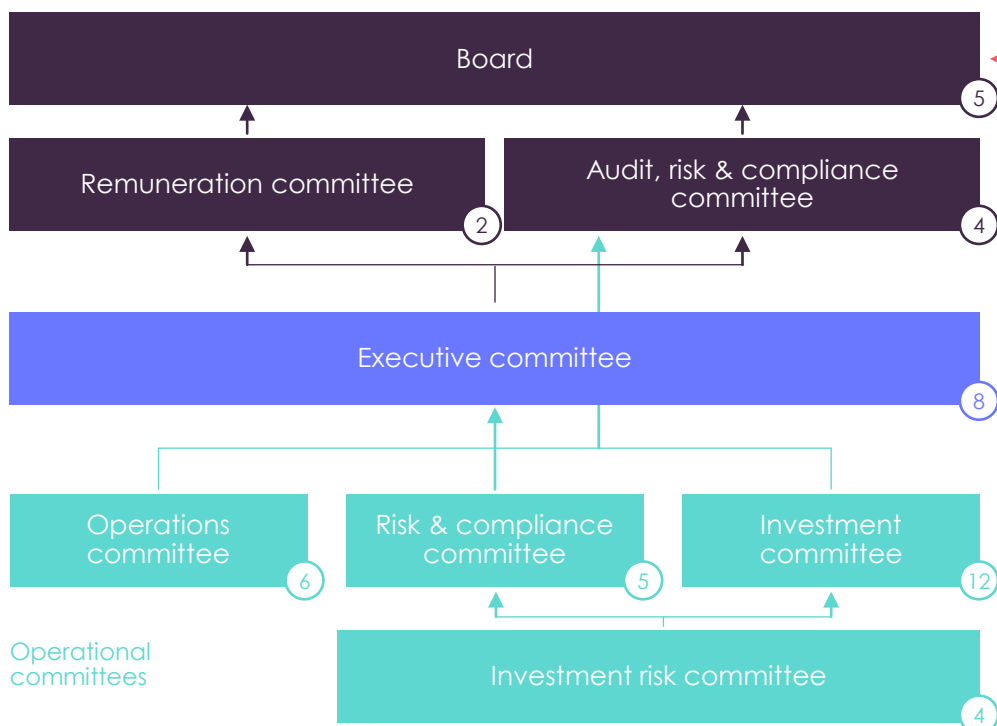 Board
5
Remuneration committee
2
Audit, risk & compliance
committee
4
Executive committee
8
Operations
committee
6
Risk & compliance
committee
5
Investment
committee
12
Operational
committees
Investment risk committee
4